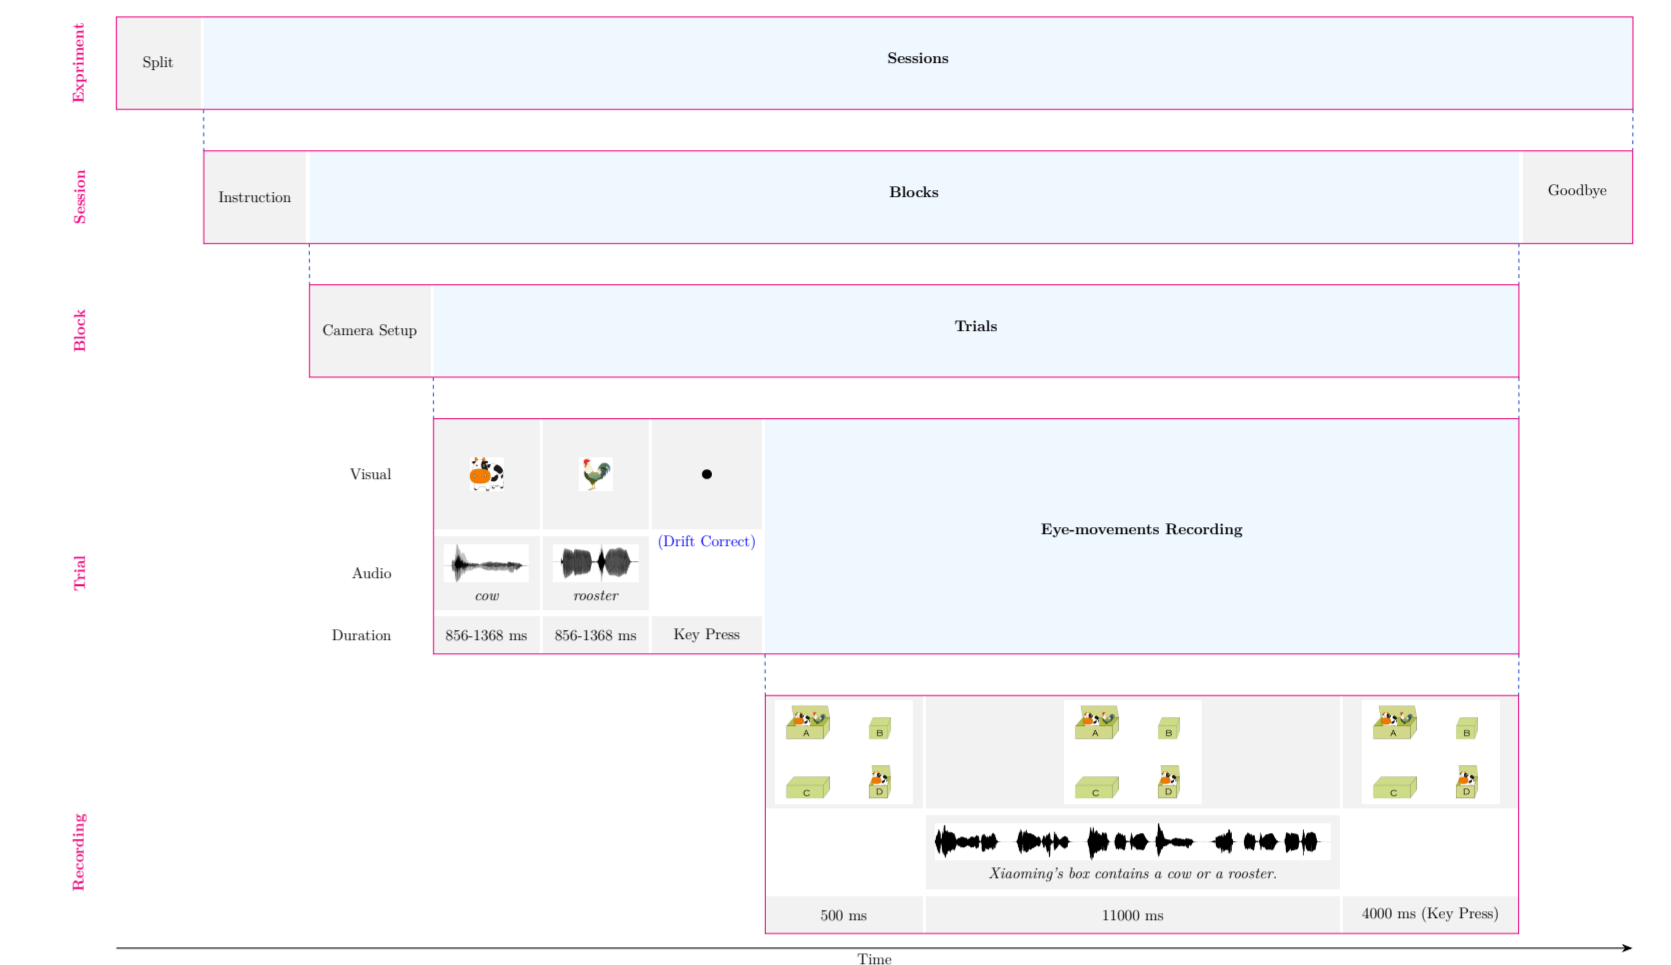 Expriment
Split
Sessions
Session
Instruction
Blocks
Goodbye
Block
Camera Setup
Trials
Trial
Visual
Audio
Duration
(Drift Correct)
cow
rooster
856-1368 ms
856-1368 ms
Key Press
Eye-movements Recording
Recording
A
B
C
D
A
B
C
D
A
B
C
D
Xiaoming's box contains a cow or a rooster.
500 ms
11000 ms
4000 ms (Key Press)
Time